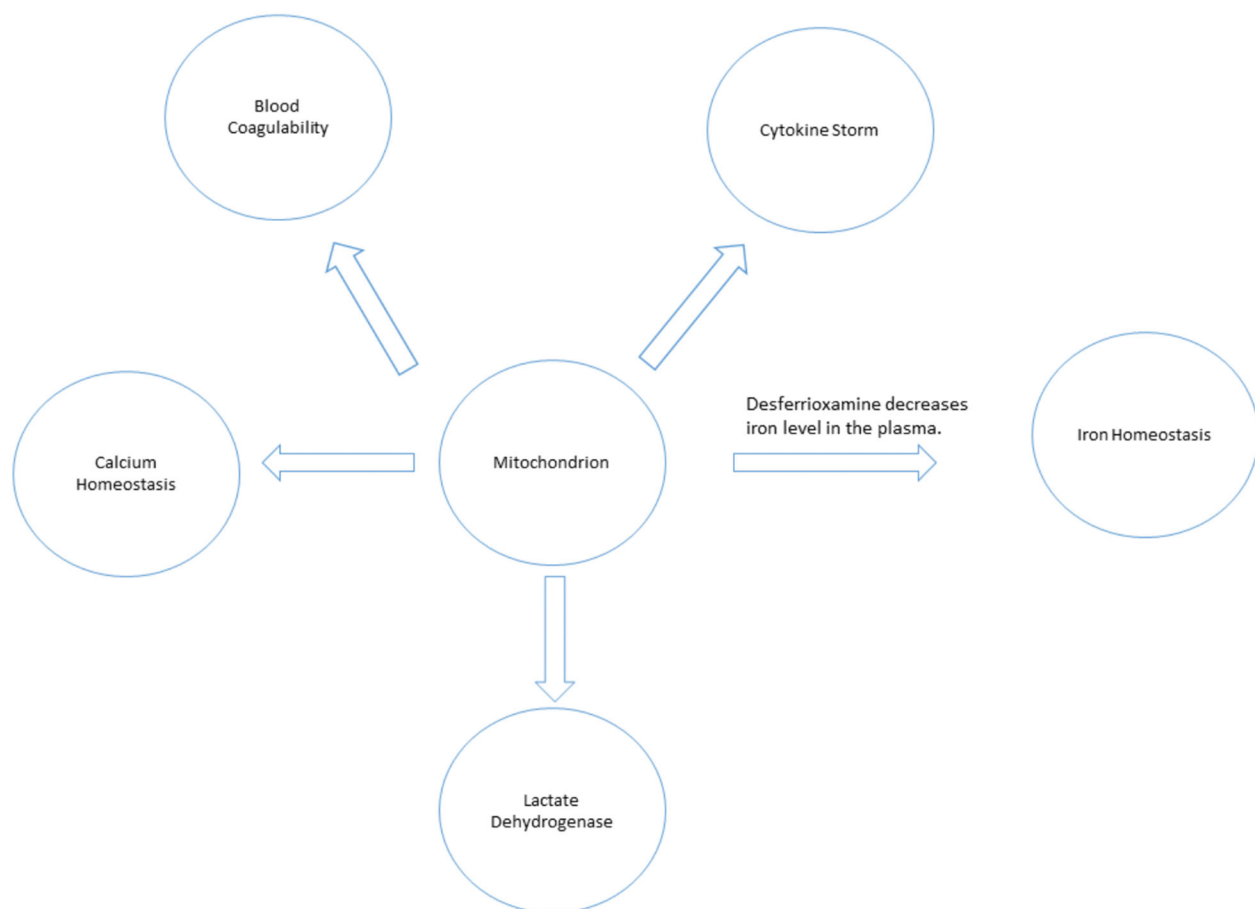 Blood
Coagulability
Cytokine Storm
Desferrioxamine decreases
iron level in the plasma.
Iron Homeostasis
Calcium
Homeostasis
Mitochondrion
Lactate
Dehydrogenase